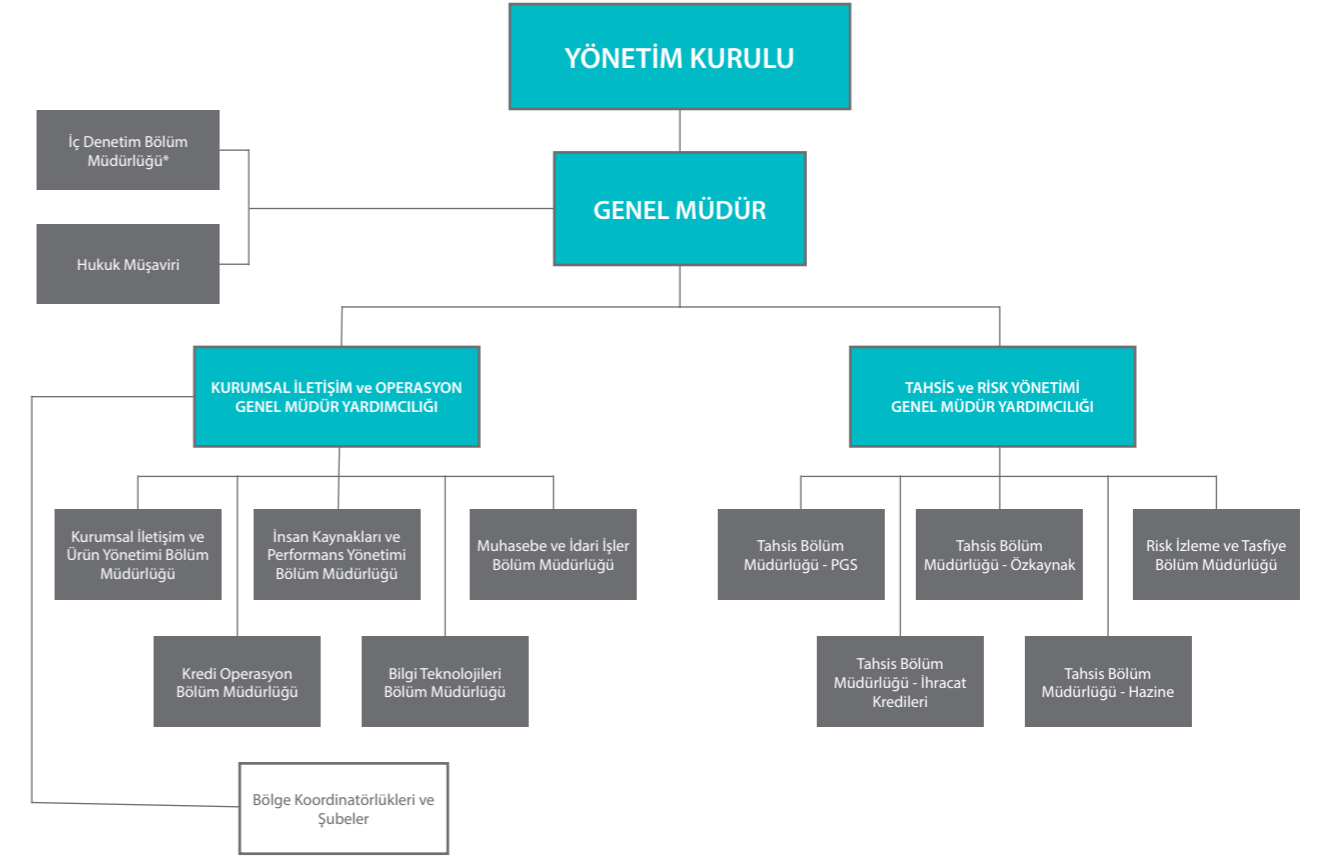 YÖNETİM KURULU
İç Denetim Bölüm
Müdürlüğü*
GENEL MÜDÜR
Hukuk Müşaviri
KURUMSAL İLETİŞİM ve OPERASYON
GENEL MÜDÜR YARDIMCILIĞI
TAHSİS ve RİSK YÖNETİMİ
GENEL MÜDÜR YARDIMCILIĞI
Kurumsal İletişim ve
Ürün Yönetimi Bölüm
Müdürlüğü
İnsan Kaynakları ve
Performans Yönetimi
Bölüm Müdürlüğü
Muhasebe ve İdari İşler
Bölüm Müdürlüğü
Tahsis Bölüm
Müdürlüğü - PGS
Tahsis Bölüm
Müdürlüğü - Özkaynak
Risk İzleme ve Tasfiye
Bölüm Müdürlüğü
Kredi Operasyon
Bölüm Müdürlüğü
Bilgi Teknolojileri
Bölüm Müdürlüğü
Tahsis Bölüm
Müdürlüğü - İhracat
Kredileri
Tahsis Bölüm
Müdürlüğü - Hazine
Bölge Koordinatörlükleri ve
Şubeler